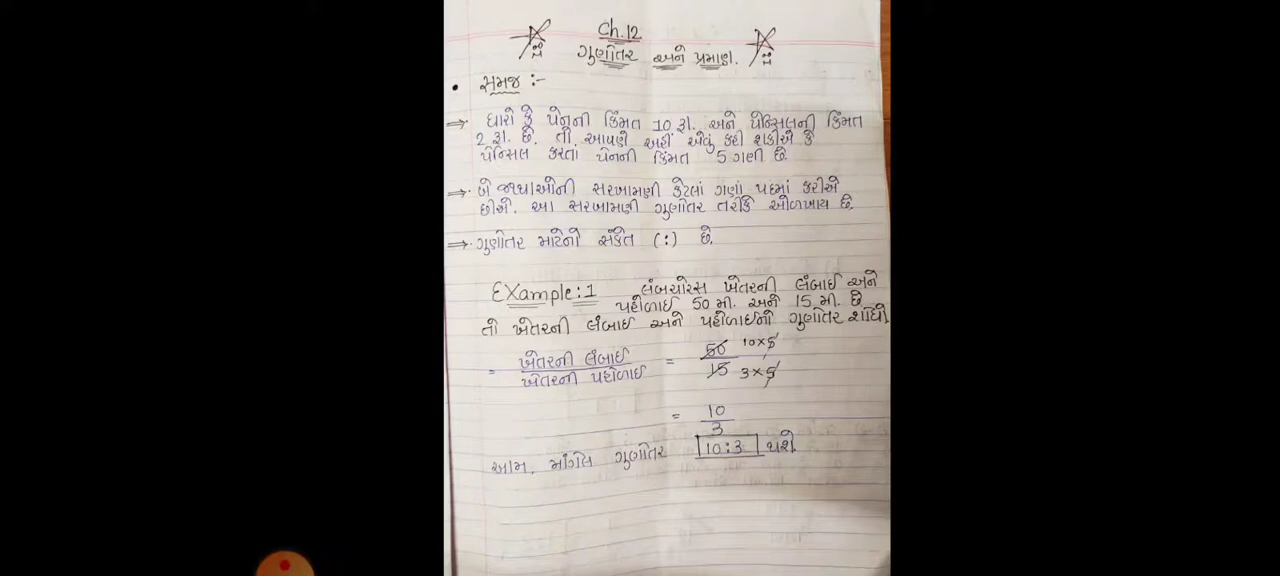 Ch.12
ગુણોતર અને પ્રમાણ.
• સમજ :-
⇒ ધારો કે પેનની કિંમત 10 રૂા. અને પેન્સિલની કિંમત
2 રૂા. છે. તો આપણે અહીં એવું કહી શકીએ કે
પેન્સિલ કરતાં પેનની કિંમત 5 ગણી છે.
⇒ બે જથ્થાઓની સરખામણી કેટલાં ગણાં પદમાં કરીએ
છીએ. આ સરખામણી ગુણોતર તરીકે ઓળખાય છે.
⇒ ગુણોતર માટેનો સંકેત (:) છે.
Example:1 લંબચોરસ ખેતરની લંબાઈ અને
પહોળાઈ 50 મી. અને 15 મી. છે
તો ખેતરની લંબાઈ અને પહોળાઈનો ગુણોતર શોધો
= ખેતરની લંબાઈ / ખેતરની પહોળાઈ = 50 / 15 10×5 / 3×5
= 10 / 3
આમ, માંગેલ ગુણોતર 10:3 થશે.